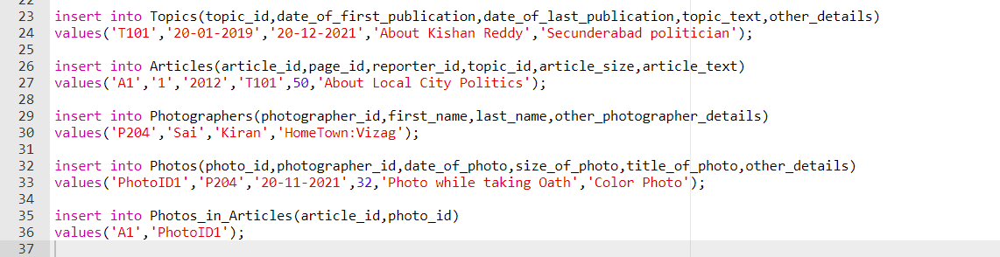 22
23 insert into Topics(topic_id,date_of_first_publication,date_of_last_publication,topic_text,other_details)
24 values('T101','20-01-2019','20-12-2021','About Kishan Reddy','Secunderabad politician');
25
26 insert into Articles(article_id,page_id,reporter_id,topic_id,article_size,article_text)
27 values('A1','1','2012','T101',50,'About Local City Politics');
28
29 insert into Photographers(photographer_id,first_name,last_name,other_photographer_details)
30 values('P204','Sai','Kiran','HomeTown:Vizag');
31
32 insert into Photos(photo_id,photographer_id,date_of_photo,size_of_photo,title_of_photo,other_details)
33 values('PhotoID1','P204','20-11-2021',32,'Photo while taking Oath','Color Photo');
34
35 insert into Photos_in_Articles(article_id,photo_id)
36 values('A1','PhotoID1');
37